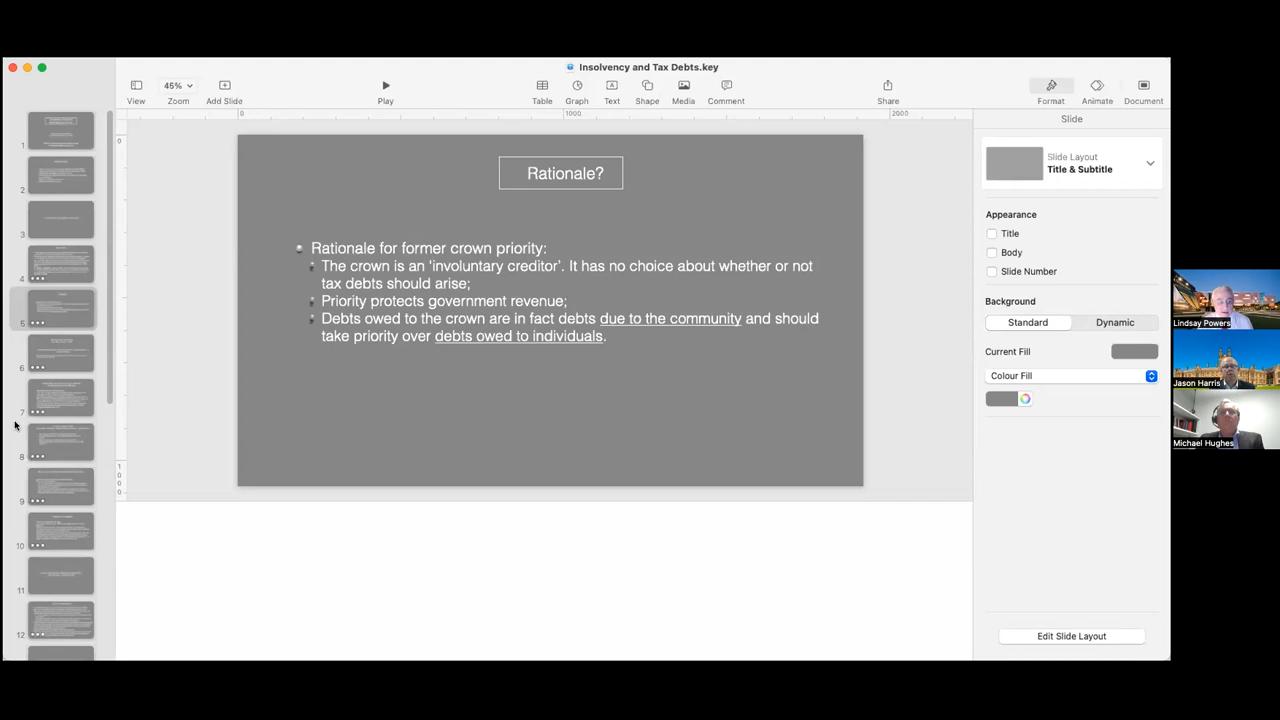 Insolvency and Tax Debts.key
45%
View
Zoom
Add Slide
Play
Table
Graph
Text
Shape
Media
Comment
Share
Format
Animate
Document
0
1000
2000
0
1
0
0
0
1
2
3
4
5
6
7
8
9
10
11
12
Rationale?
Rationale for former crown priority:
The crown is an ‘involuntary creditor’. It has no choice about whether or not
tax debts should arise;
Priority protects government revenue;
Debts owed to the crown are in fact debts due to the community and should
take priority over debts owed to individuals.
Slide
Slide Layout
Title & Subtitle
Appearance
Title
Body
Slide Number
Background
Standard
Dynamic
Current Fill
Colour Fill
Edit Slide Layout
Lindsay Powers
Jason Harris
Michael Hughes